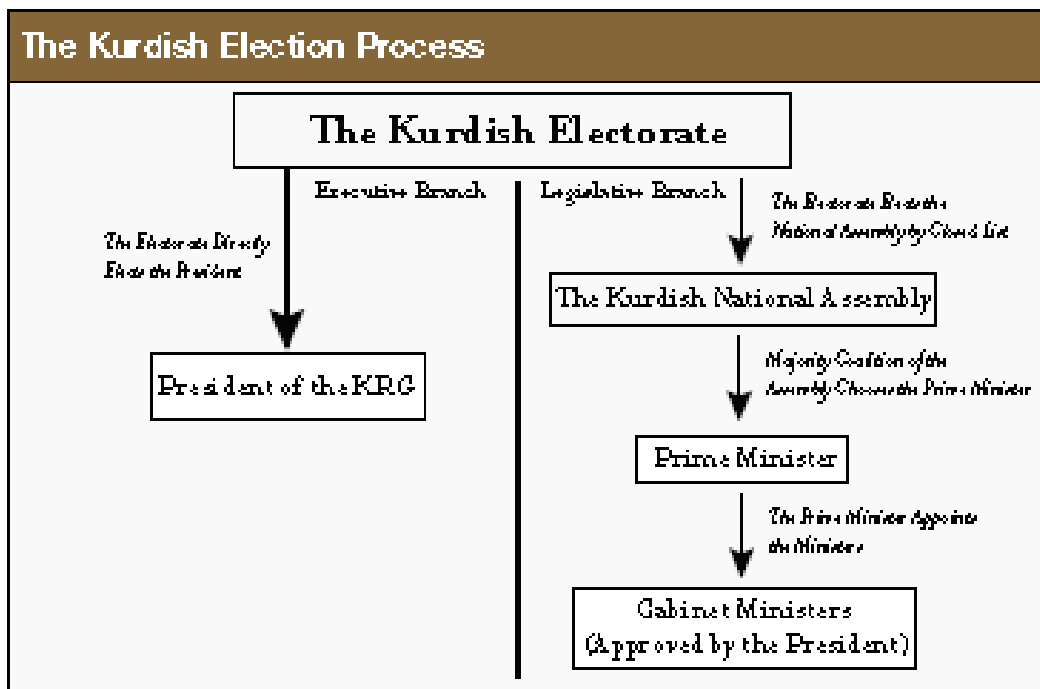 The Kurdish Election Process
The Kurdish Electorate
Executive Branch
The Electorate Directly
Elects the President
President of the KRG
Legislative Branch
The Electorate Elects the
National Assembly by Closed List
The Kurdish National Assembly
Majority Coalition of the
Assembly Chooses the Prime Minister
Prime Minister
The Prime Minister Appoints
the Ministers
Cabinet Ministers
(Approved by the President)